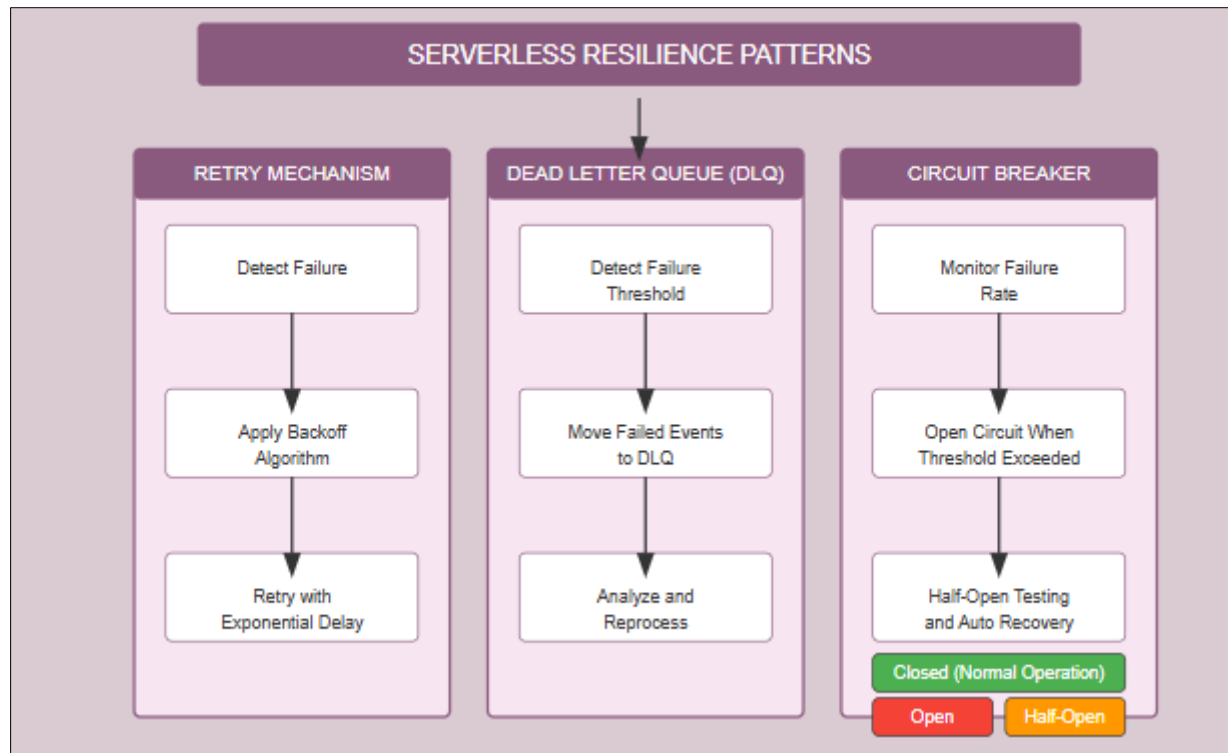 SERVERLESS RESILIENCE PATTERNS
RETRY MECHANISM
Detect Failure
Apply Backoff
Algorithm
Retry with
Exponential Delay
DEAD LETTER QUEUE (DLQ)
Detect Failure
Threshold
Move Failed Events
to DLQ
Analyze and
Reprocess
CIRCUIT BREAKER
Monitor Failure
Rate
Open Circuit When
Threshold Exceeded
Half-Open Testing
and Auto Recovery
Closed (Normal Operation)
Open
Half-Open